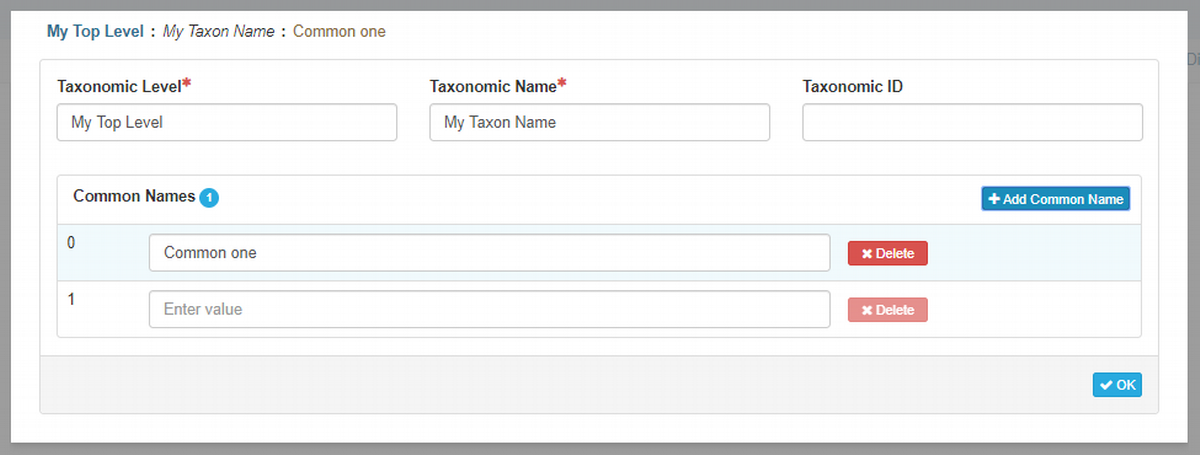 My Top Level : My Taxon Name : Common one
Di
Taxonomic Level* Taxonomic Name* Taxonomic ID
My Top Level My Taxon Name
Common Names 1 + Add Common Name
0 Common one ✖ Delete
1 Enter value ✖ Delete
✔ OK